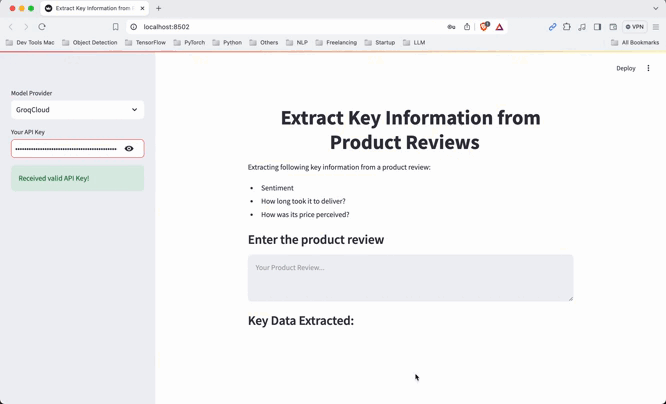 Extract Key Information from
localhost:8502
VPN
Dev Tools Mac
Object Detection
TensorFlow
PyTorch
Python
Others
NLP
Freelancing
Startup
LLM
All Bookmarks
Deploy
Model Provider
GroqCloud
Your API Key
Received valid API Key!
Extract Key Information from
Product Reviews
Extracting following key information from a product review:
• Sentiment
• How long took it to deliver?
• How was its price perceived?
Enter the product review
Your Product Review...
Key Data Extracted: